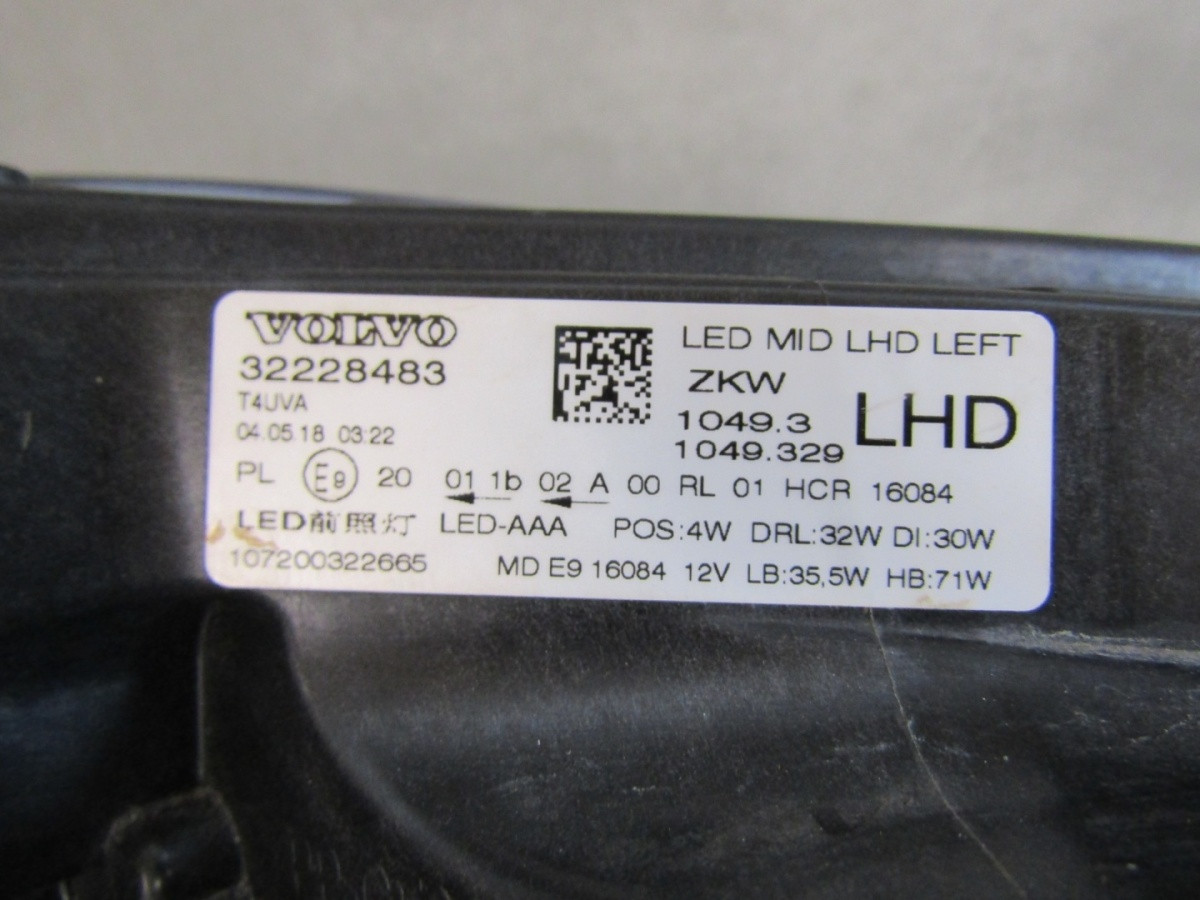 VOLVO
32228483
T4UVA
04.05.18 03:22
LED MID LHD LEFT
ZKW
1049.3
1049.329
LHD
PL E9 20 01 1b 02 A 00 RL 01 HCR 16084
LED前照灯 LED-AAA POS:4W DRL:32W DI:30W
107200322665 MD E9 16084 12V LB:35,5W HB:71W